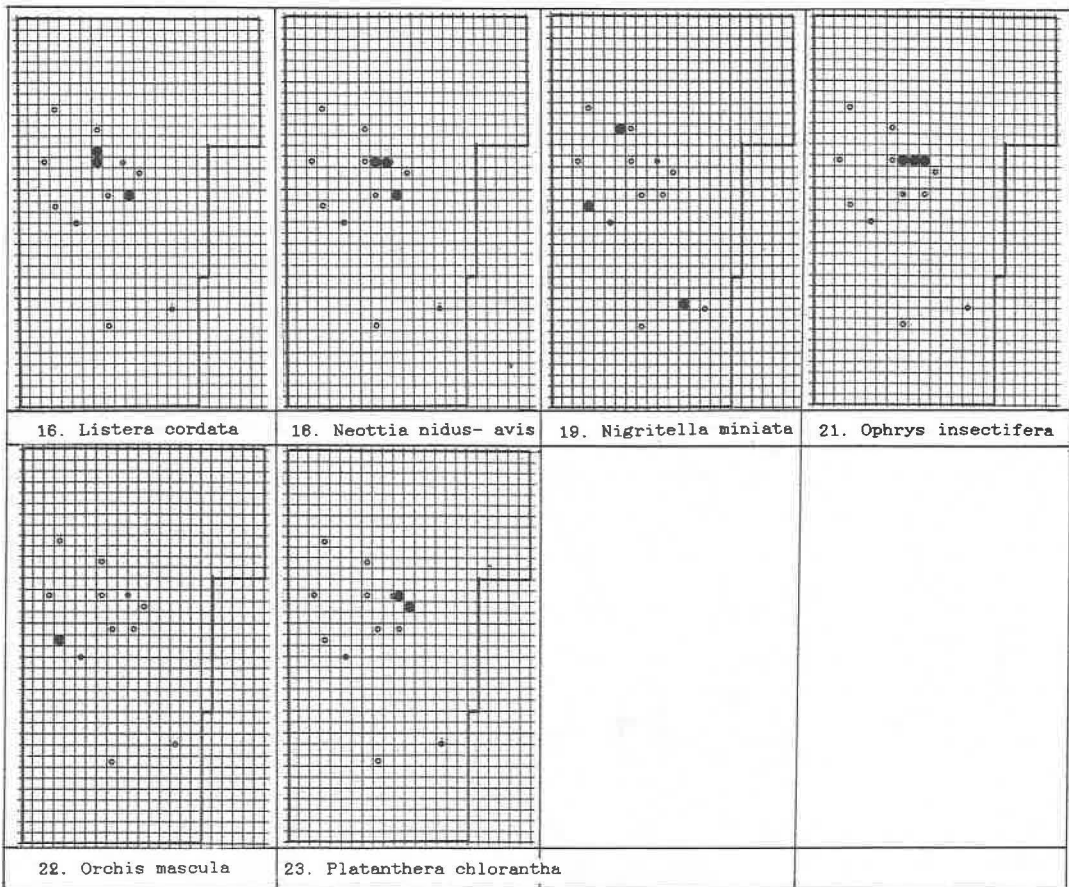 16. Listera cordata
18. Neottia nidus- avis
19. Nigritella miniata
21. Ophrys insectifera
22. Orchis mascula
23. Platanthera chlorantha